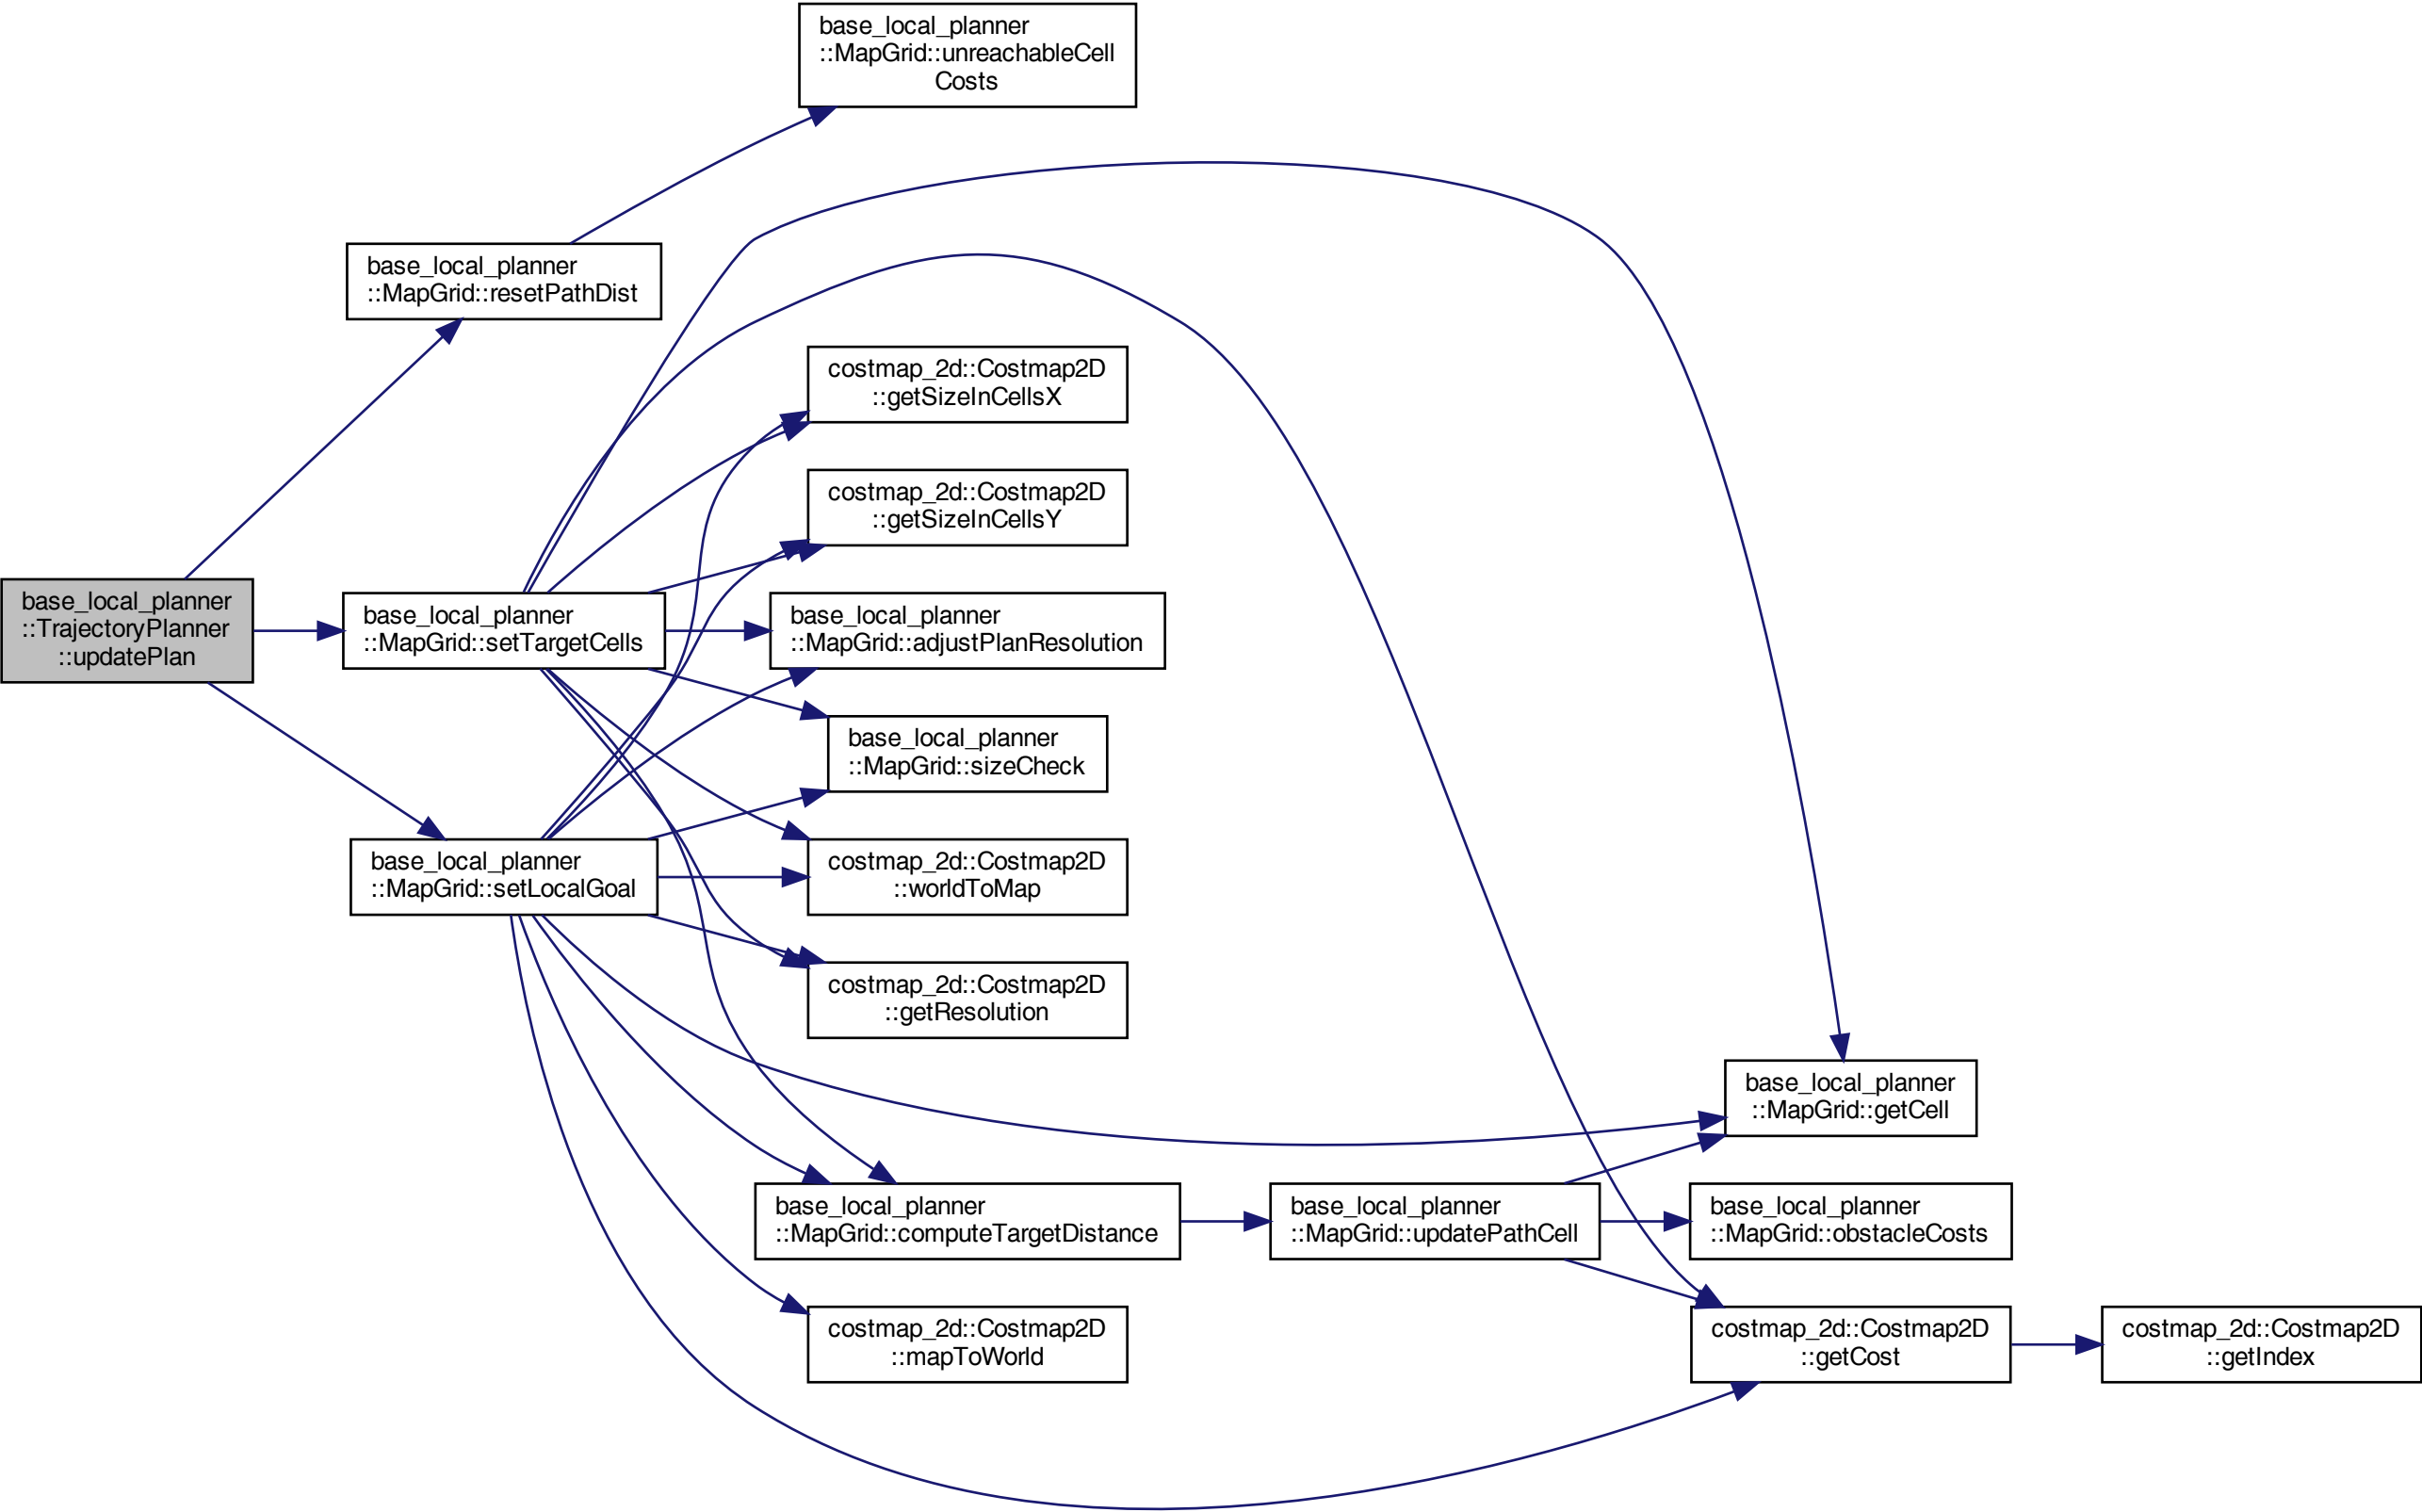 base_local_planner
::MapGrid::unreachableCell
Costs
base_local_planner
::MapGrid::resetPathDist
costmap_2d::Costmap2D
::getSizeInCellsX
costmap_2d::Costmap2D
::getSizeInCellsY
base_local_planner
::TrajectoryPlanner
::updatePlan
base_local_planner
::MapGrid::setTargetCells
base_local_planner
::MapGrid::adjustPlanResolution
base_local_planner
::MapGrid::sizeCheck
base_local_planner
::MapGrid::setLocalGoal
costmap_2d::Costmap2D
::worldToMap
costmap_2d::Costmap2D
::getResolution
base_local_planner
::MapGrid::getCell
base_local_planner
::MapGrid::computeTargetDistance
base_local_planner
::MapGrid::updatePathCell
base_local_planner
::MapGrid::obstacleCosts
costmap_2d::Costmap2D
::mapToWorld
costmap_2d::Costmap2D
::getCost
costmap_2d::Costmap2D
::getIndex